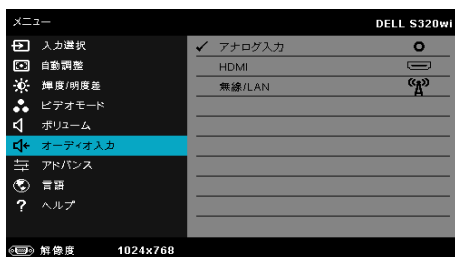 メニュー DELL S320wi
入力選択
自動調整
輝度/明度差
ビデオモード
ボリューム
オーディオ入力
アドバンス
言語
? ヘルプ
✓ アナログ入力
HDMI
無線/LAN
解像度 1024x768